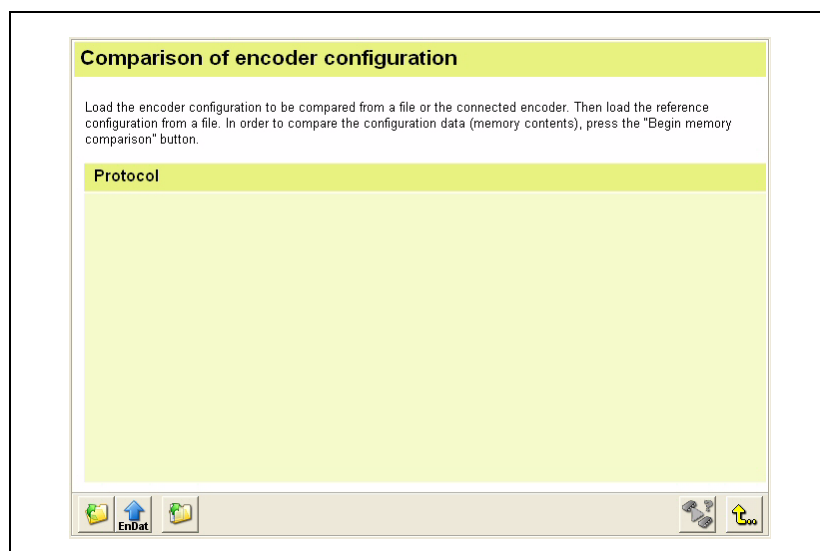 Comparison of encoder configuration
Load the encoder configuration to be compared from a file or the connected encoder. Then load the reference
configuration from a file. In order to compare the configuration data (memory contents), press the "Begin memory
comparison" button.
Protocol
EnDat
?